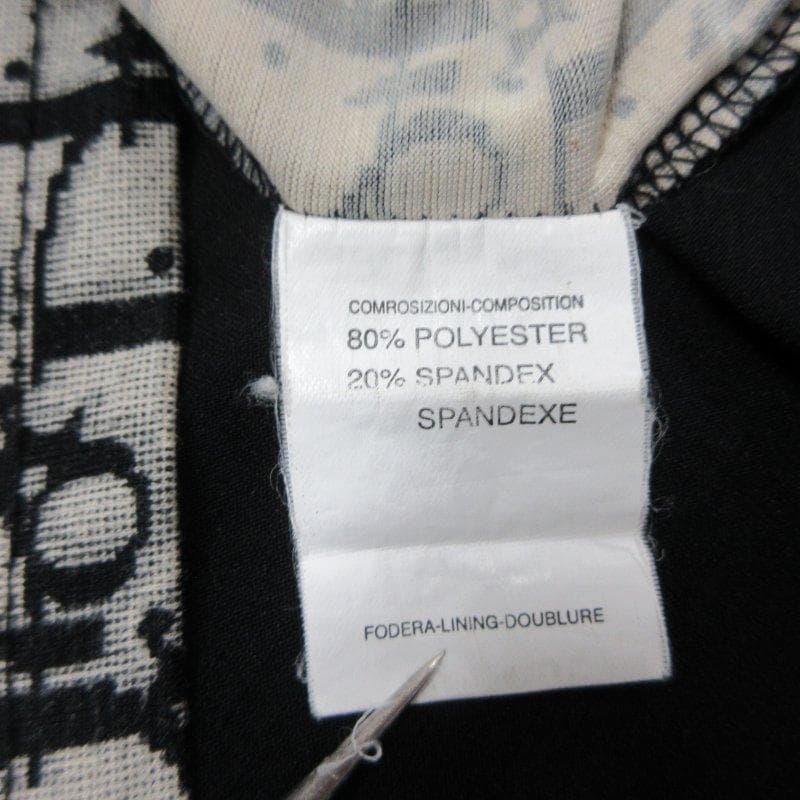 COMROSIZIONI-COMPOSITION
80% POLYESTER
20% SPANDEX
SPANDEXE
FODERA-LINING-DOUBLURE